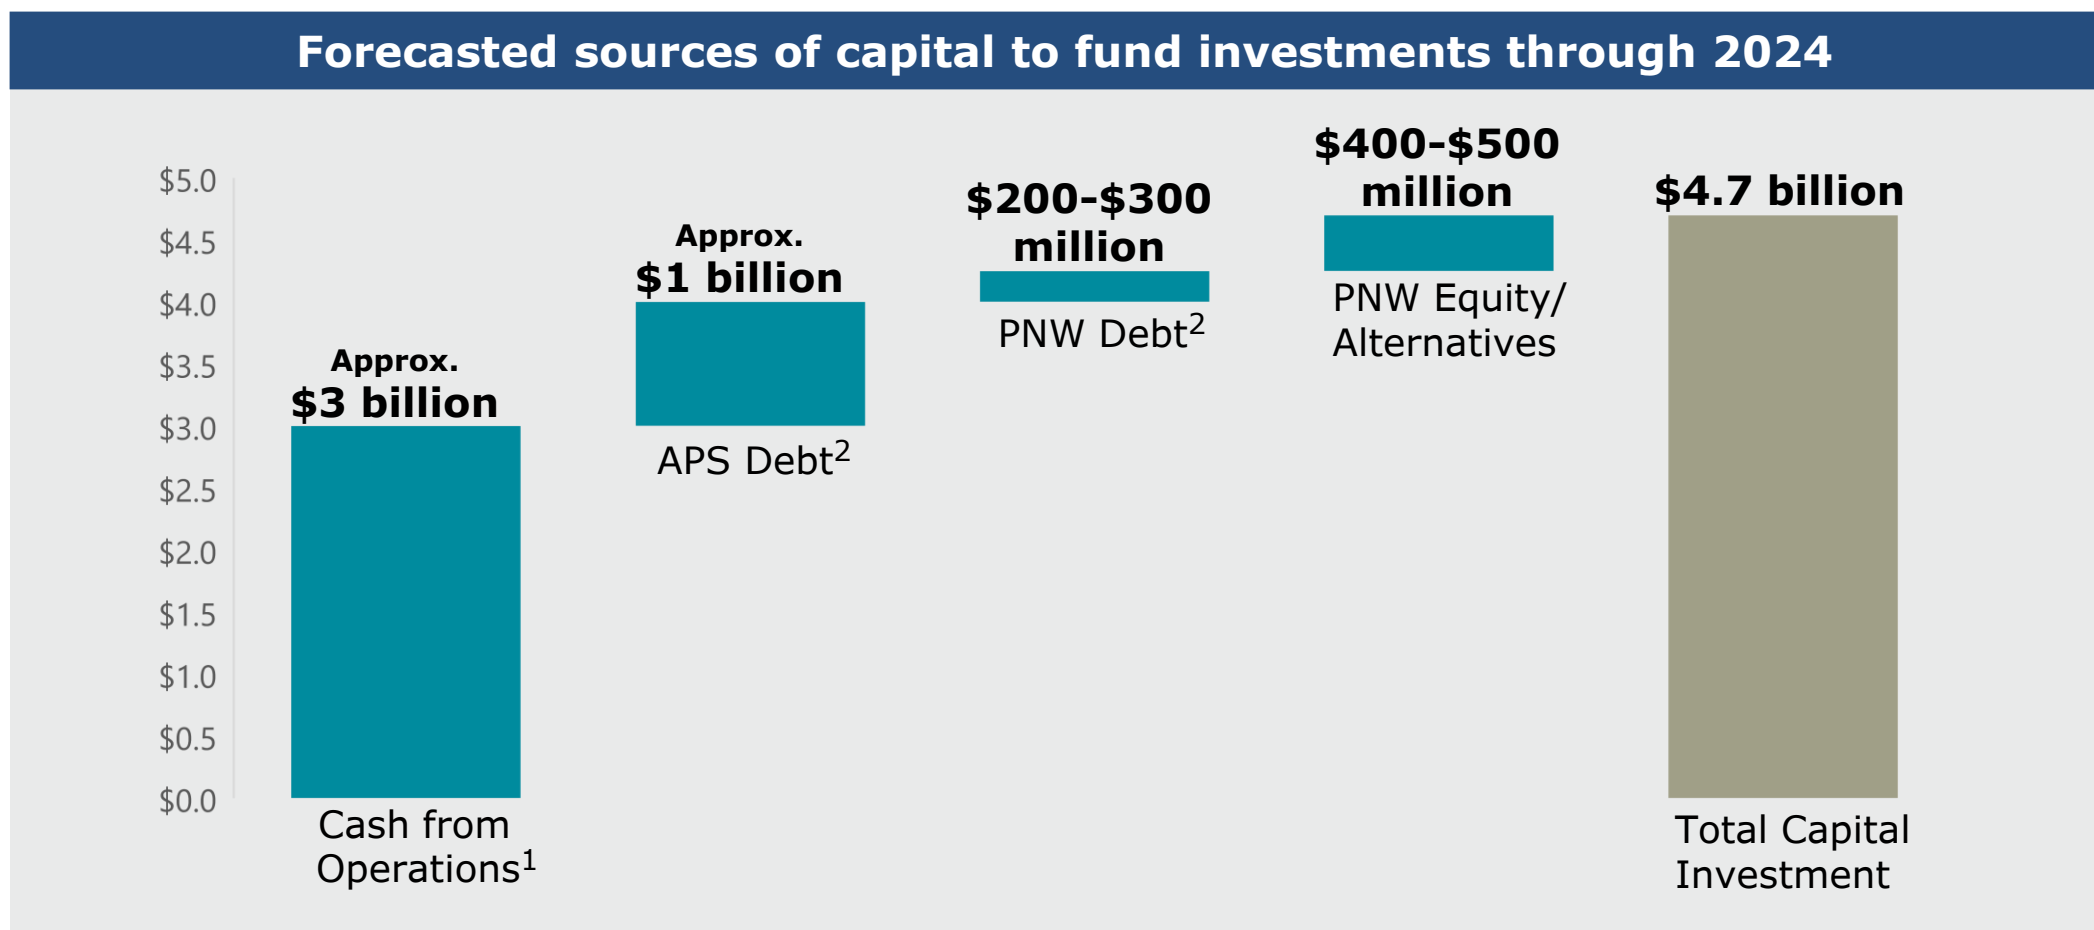 Forecasted sources of capital to fund investments through 2024
$5.0
$4.5
$4.0
$3.5
$3.0
$2.5
$2.0
$1.5
$1.0
$0.5
$0.0
Approx.
$3 billion
Cash from
Operations1
Approx.
$1 billion
APS Debt2
$200-$300
million
PNW Debt2
$400-$500
million
PNW Equity/
Alternatives
$4.7 billion
Total Capital
Investment